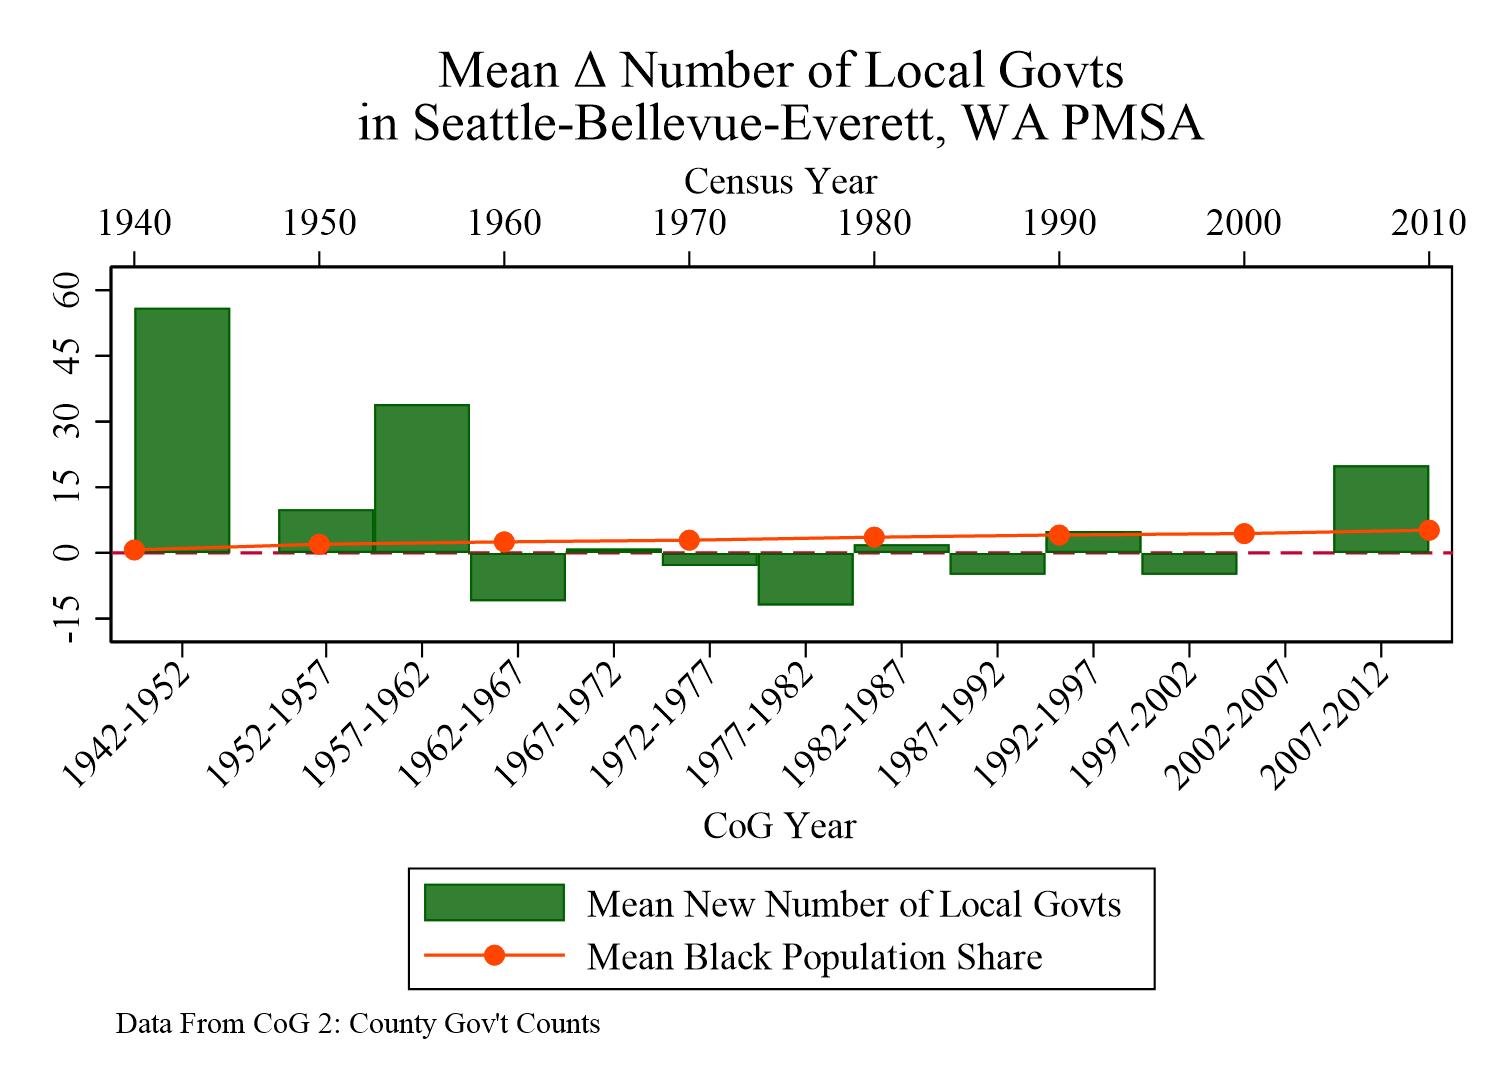 Mean Δ Number of Local Govts
in Seattle-Bellevue-Everett, WA PMSA
Census Year
1940 1950 1960 1970 1980 1990 2000 2010
60
45
30
15
0
-15
1942-1952 1952-1957 1957-1962 1962-1967 1967-1972 1972-1977 1977-1982 1982-1987 1987-1992 1992-1997 1997-2002 2002-2007 2007-2012
CoG Year
Mean New Number of Local Govts
Mean Black Population Share
Data From CoG 2: County Gov't Counts